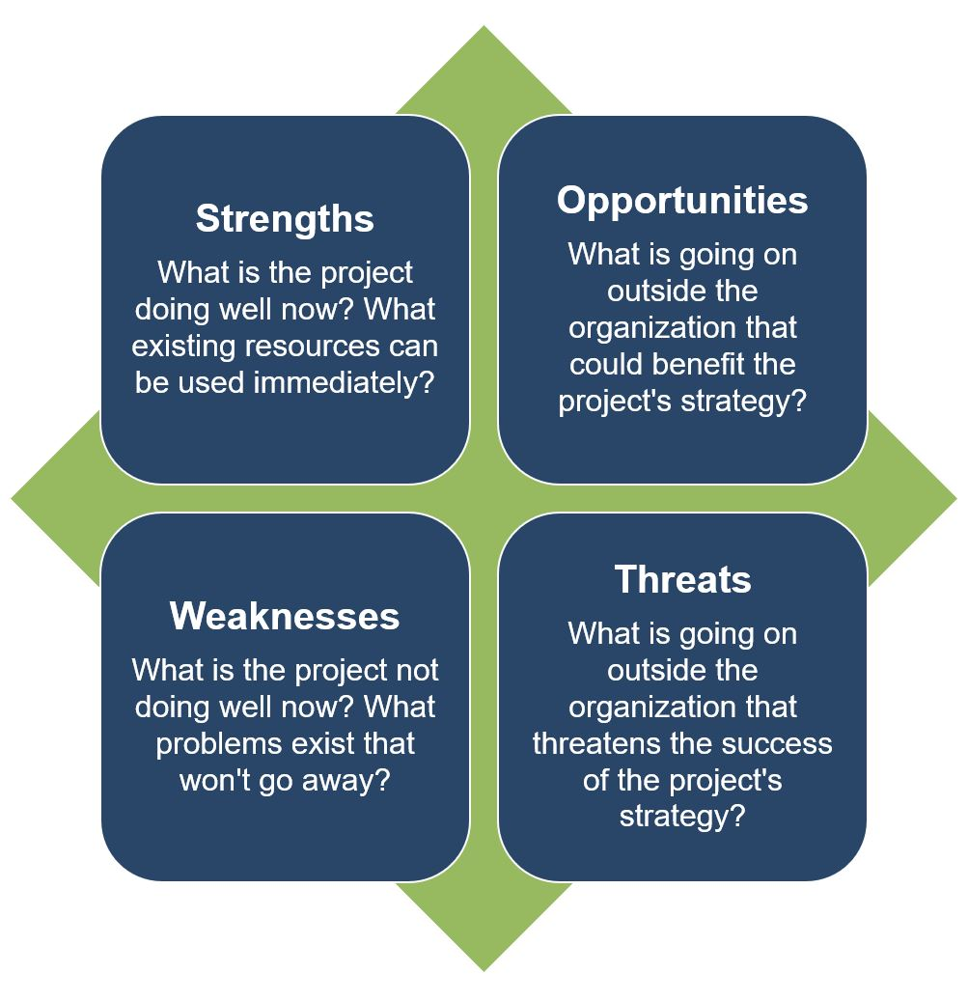 Strengths
What is the project
doing well now? What
existing resources can
be used immediately?
Opportunities
What is going on
outside the
organization that
could benefit the
project's strategy?
Weaknesses
What is the project not
doing well now? What
problems exist that
won't go away?
Threats
What is going on
outside the
organization that
threatens the success
of the project's
strategy?